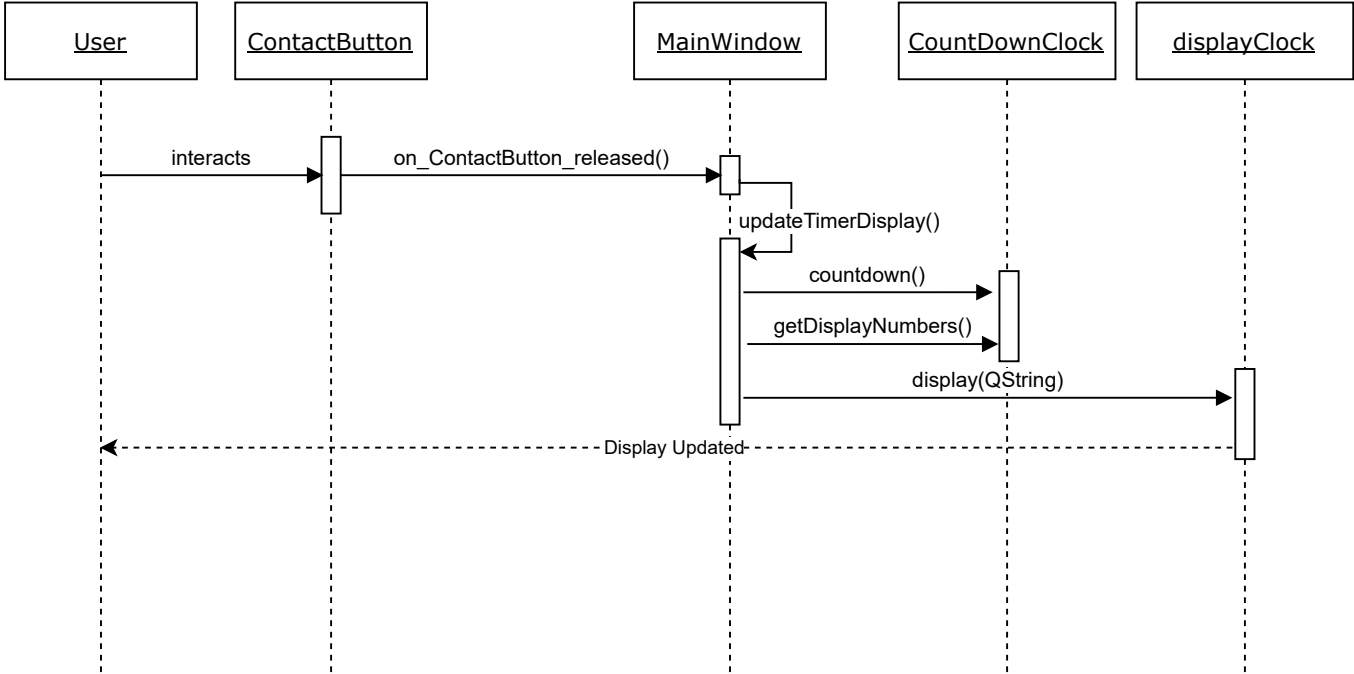 User
ContactButton
MainWindow
CountDownClock
displayClock
interacts
on_ContactButton_released()
updateTimerDisplay()
countdown()
getDisplayNumbers()
display(QString)
Display Updated